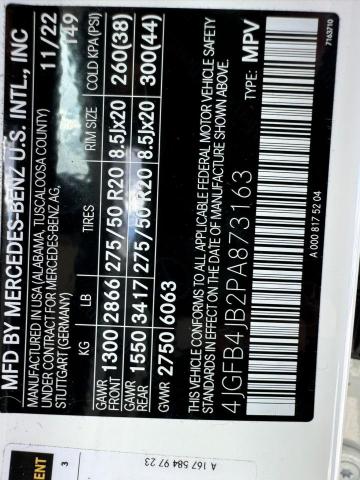 MFD BY MERCEDES-BENZ U.S. INTL., INC
MANUFACTURED IN USA (ALABAMA, TUSCALOOSA COUNTY)
UNDER CONTRACT FOR MERCEDES-BENZ AG,
STUTTGART (GERMANY)
11/22
149
KG LB TIRES RIM SIZE COLD KPA(PSI)
GAWR FRONT 1300 2866 275/50 R20 8.5Jx20 260(38)
GAWR REAR 1550 3417 275/50 R20 8.5Jx20 300(44)
GVWR 2750 6063
THIS VEHICLE CONFORMS TO ALL APPLICABLE FEDERAL MOTOR VEHICLE SAFETY
STANDARDS IN EFFECT ON THE DATE OF MANUFACTURE SHOWN ABOVE.
4JGFB4JB2PA873163 TYPE: MPV
A 000 817 52 04
7163710
ENT
3
A 167 584 97 23